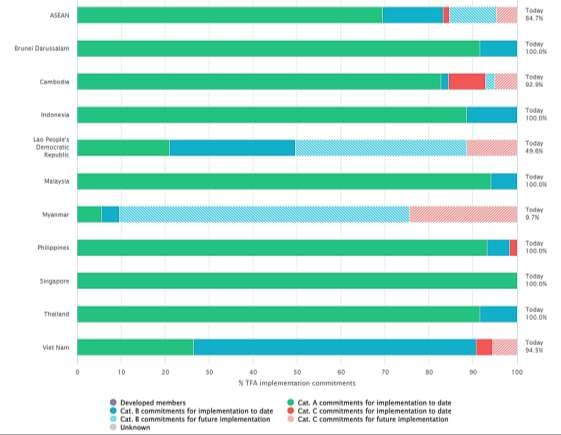 ASEAN
Today
84.7%
Brunei Darussalam
Today
100.0%
Cambodia
Today
92.9%
Indonesia
Today
100.0%
Lao People's
Democratic
Republic
Today
49.6%
Malaysia
Today
100.0%
Myanmar
Today
9.7%
Philippines
Today
100.0%
Singapore
Today
100.0%
Thailand
Today
100.0%
Viet Nam
Today
94.5%
0 10 20 30 40 50 60 70 80 90 100
% TFA implementation commitments
Developed members
Cat. A commitments for implementation to date
Cat. B commitments for implementation to date
Cat. C commitments for implementation to date
Cat. B commitments for future implementation
Cat. C commitments for future implementation
Unknown